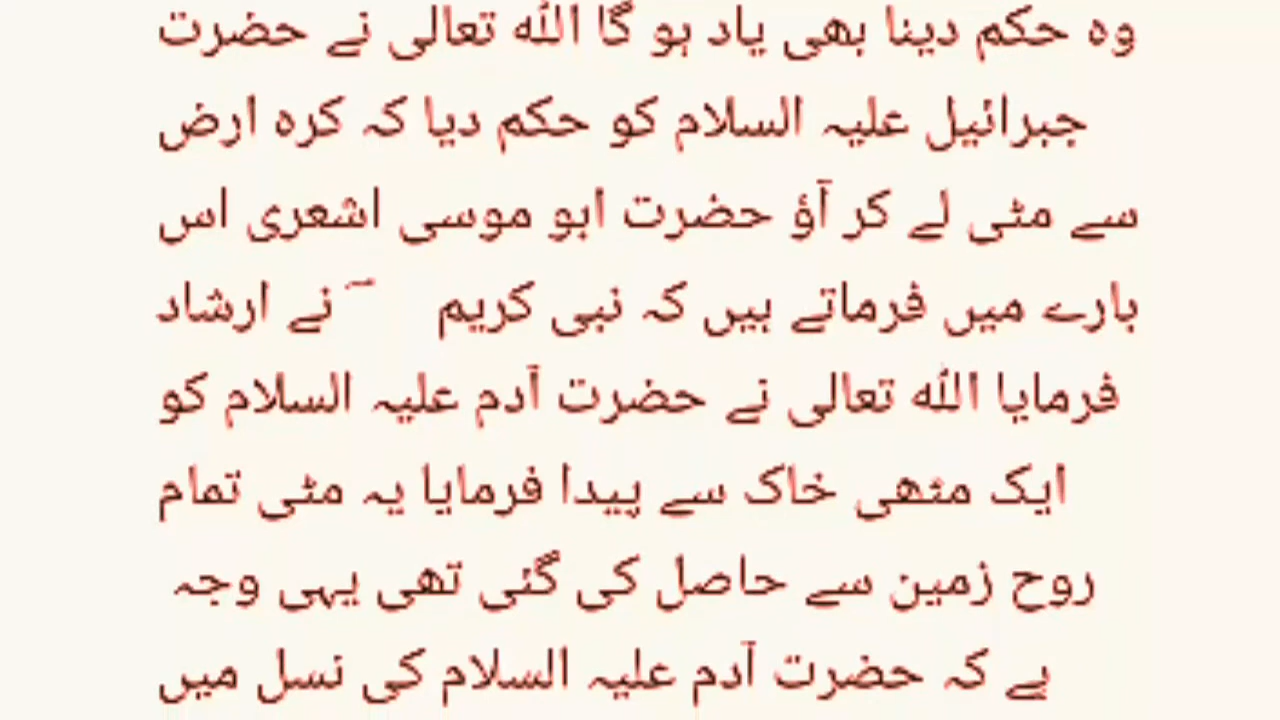 وہ حکم دینا بھی یاد ہو گا اللہ تعالی نے حضرت
جبرائیل علیہ السلام کو حکم دیا کہ کرہ ارض
سے مٹی لے کر آؤ حضرت ابو موسی اشعری اس
بارے میں فرماتے ہیں کہ نبی کریم نے ارشاد
فرمایا اللہ تعالی نے حضرت آدم علیہ السلام کو
ایک مٹھی خاک سے پیدا فرمایا یہ مٹی تمام
روح زمین سے حاصل کی گئی تھی یہی وجہ
ہے کہ حضرت آدم علیہ السلام کی نسل میں